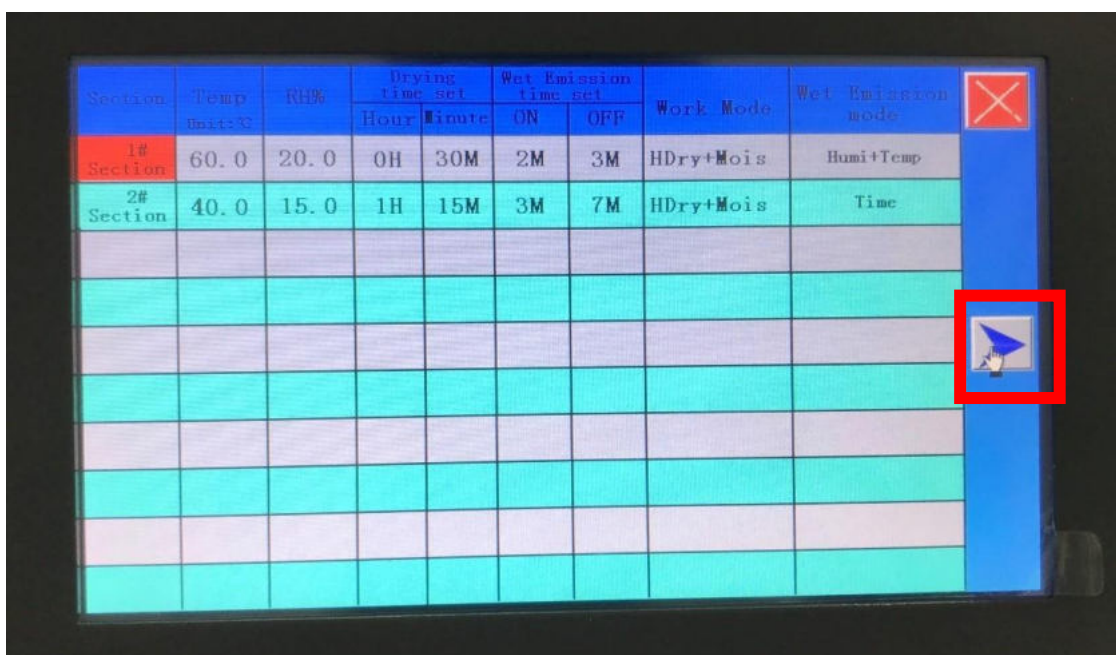 Section Temp RH% Drying time set Wet Emission time set Work Mode Wet Emission mode
Unit:℃ Hour Minute ON OFF
1# Section 60.0 20.0 0H 30M 2M 3M HDry+Mois Humi+Temp
2# Section 40.0 15.0 1H 15M 3M 7M HDry+Mois Time